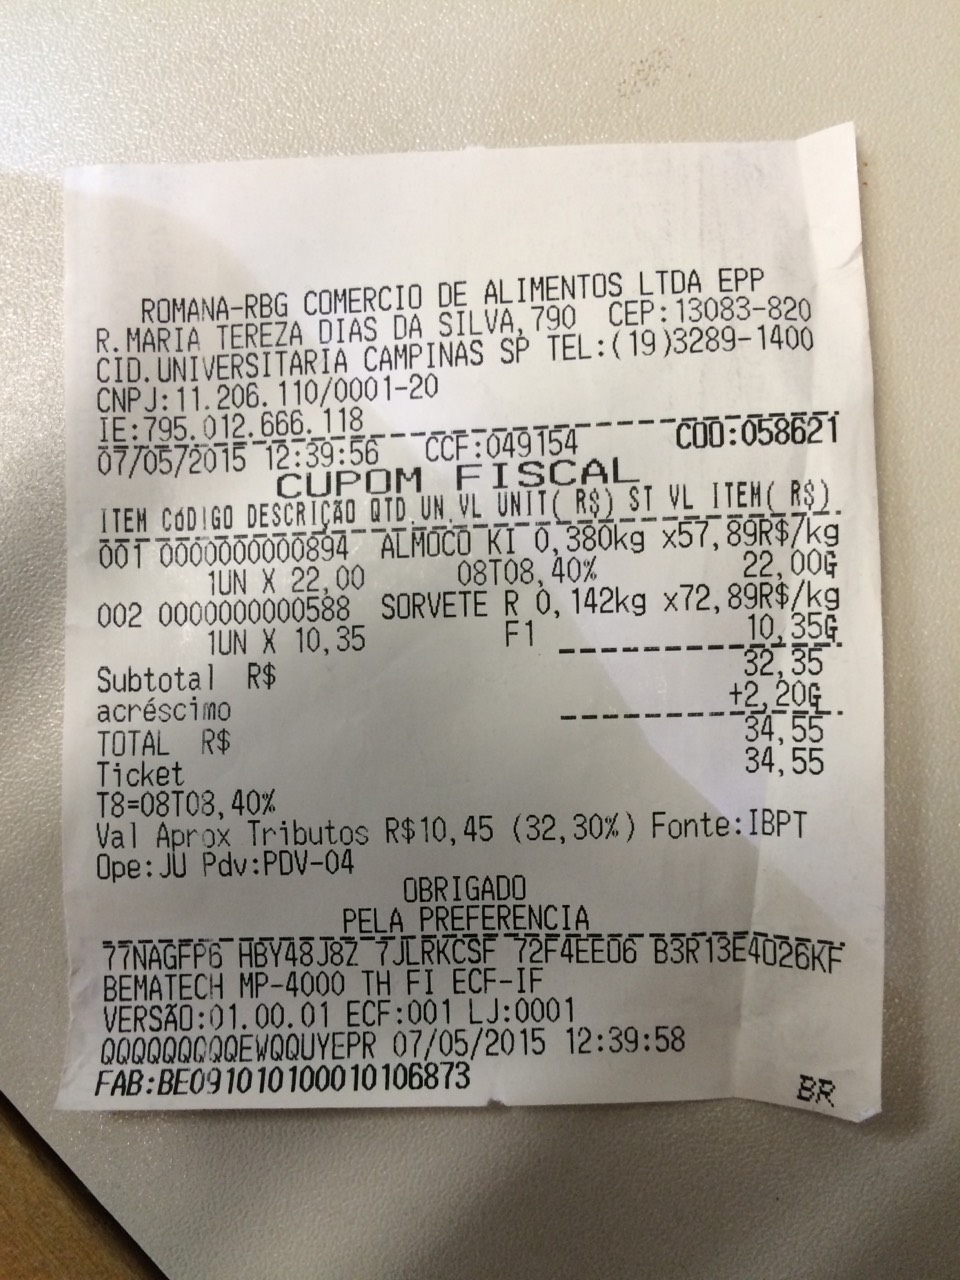 ROMANA-RBG COMERCIO DE ALIMENTOS LTDA EPP
R.MARIA TEREZA DIAS DA SILVA,790 CEP:13083-820
CID.UNIVERSITARIA CAMPINAS SP TEL:(19)3289-1400
CNPJ:11.206.110/0001-20
IE:795.012.666.118
07/05/2015 12:39:56 CCF:049154 COO:058621
CUPOM FISCAL
ITEM CÓDIGO DESCRIÇÃO QTD.UN.VL UNIT( R$) ST VL ITEM( R$)
001 0000000000894 ALMOCO KI 0,380kg x57,89R$/kg
1UN X 22,00 08T08,40% 22,00G
002 0000000000588 SORVETE R 0,142kg x72,89R$/kg
1UN X 10,35 F1 10,35G
Subtotal R$ 32,35
acréscimo +2,20G
TOTAL R$ 34,55
Ticket 34,55
T8=08T08,40%
Val Aprox Tributos R$10,45 (32,30%) Fonte:IBPT
Ope:JU Pdv:PDV-04
OBRIGADO
PELA PREFERENCIA
77NAGFP6 HBY48J8Z 7JLRKCSF 72F4EE06 B3R13E4026KF
BEMATECH MP-4000 TH FI ECF-IF
VERSÃO:01.00.01 ECF:001 LJ:0001
QQQQQQQQQEWQQUYEPR 07/05/2015 12:39:58
FAB:BE091010100010106873
BR